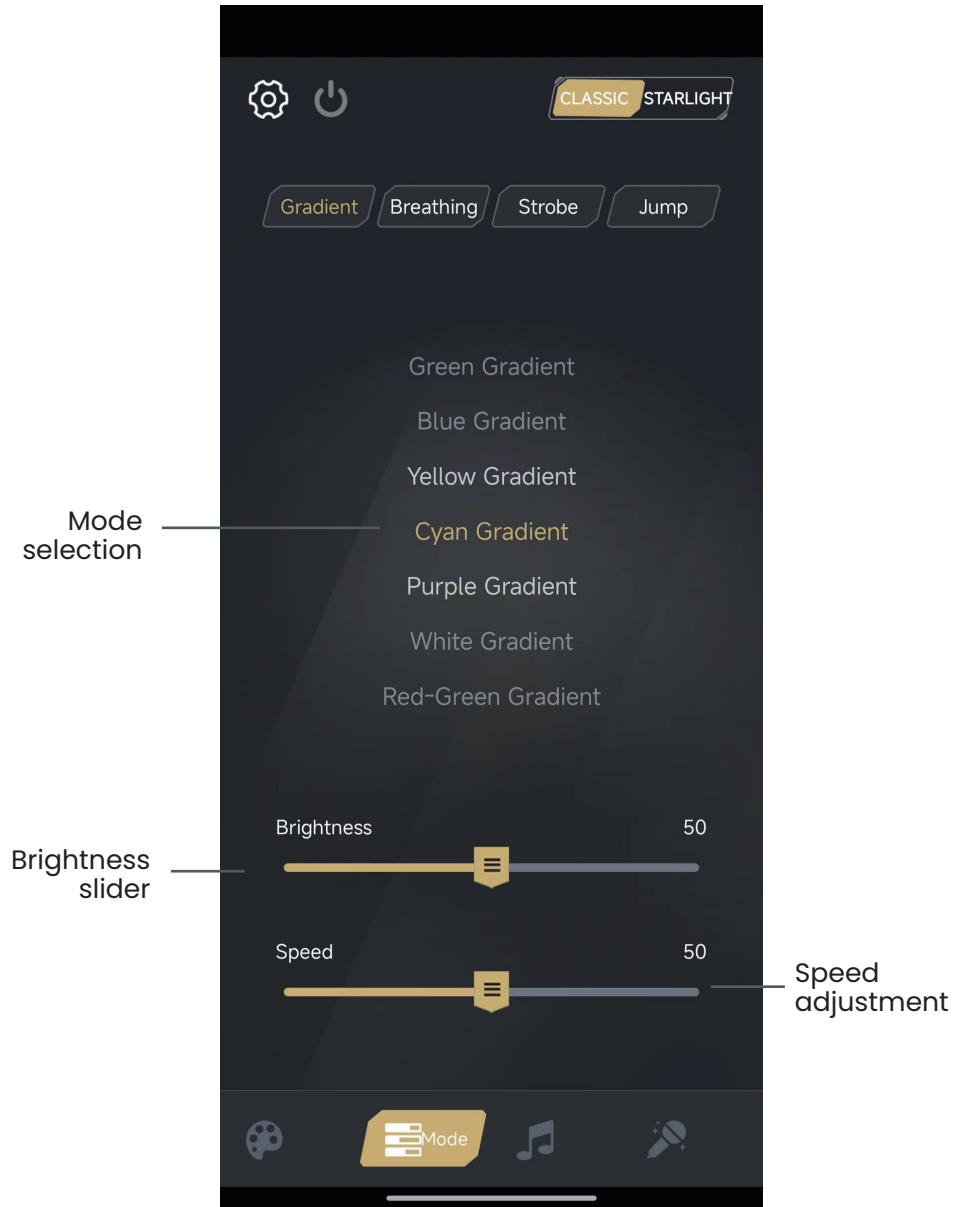 CLASSIC STARLIGHT
Gradient Breathing Strobe Jump
Green Gradient
Blue Gradient
Yellow Gradient
Mode
selection
Cyan Gradient
Purple Gradient
White Gradient
Red-Green Gradient
Brightness 50
Brightness
slider
Speed 50
Speed
adjustment
Mode